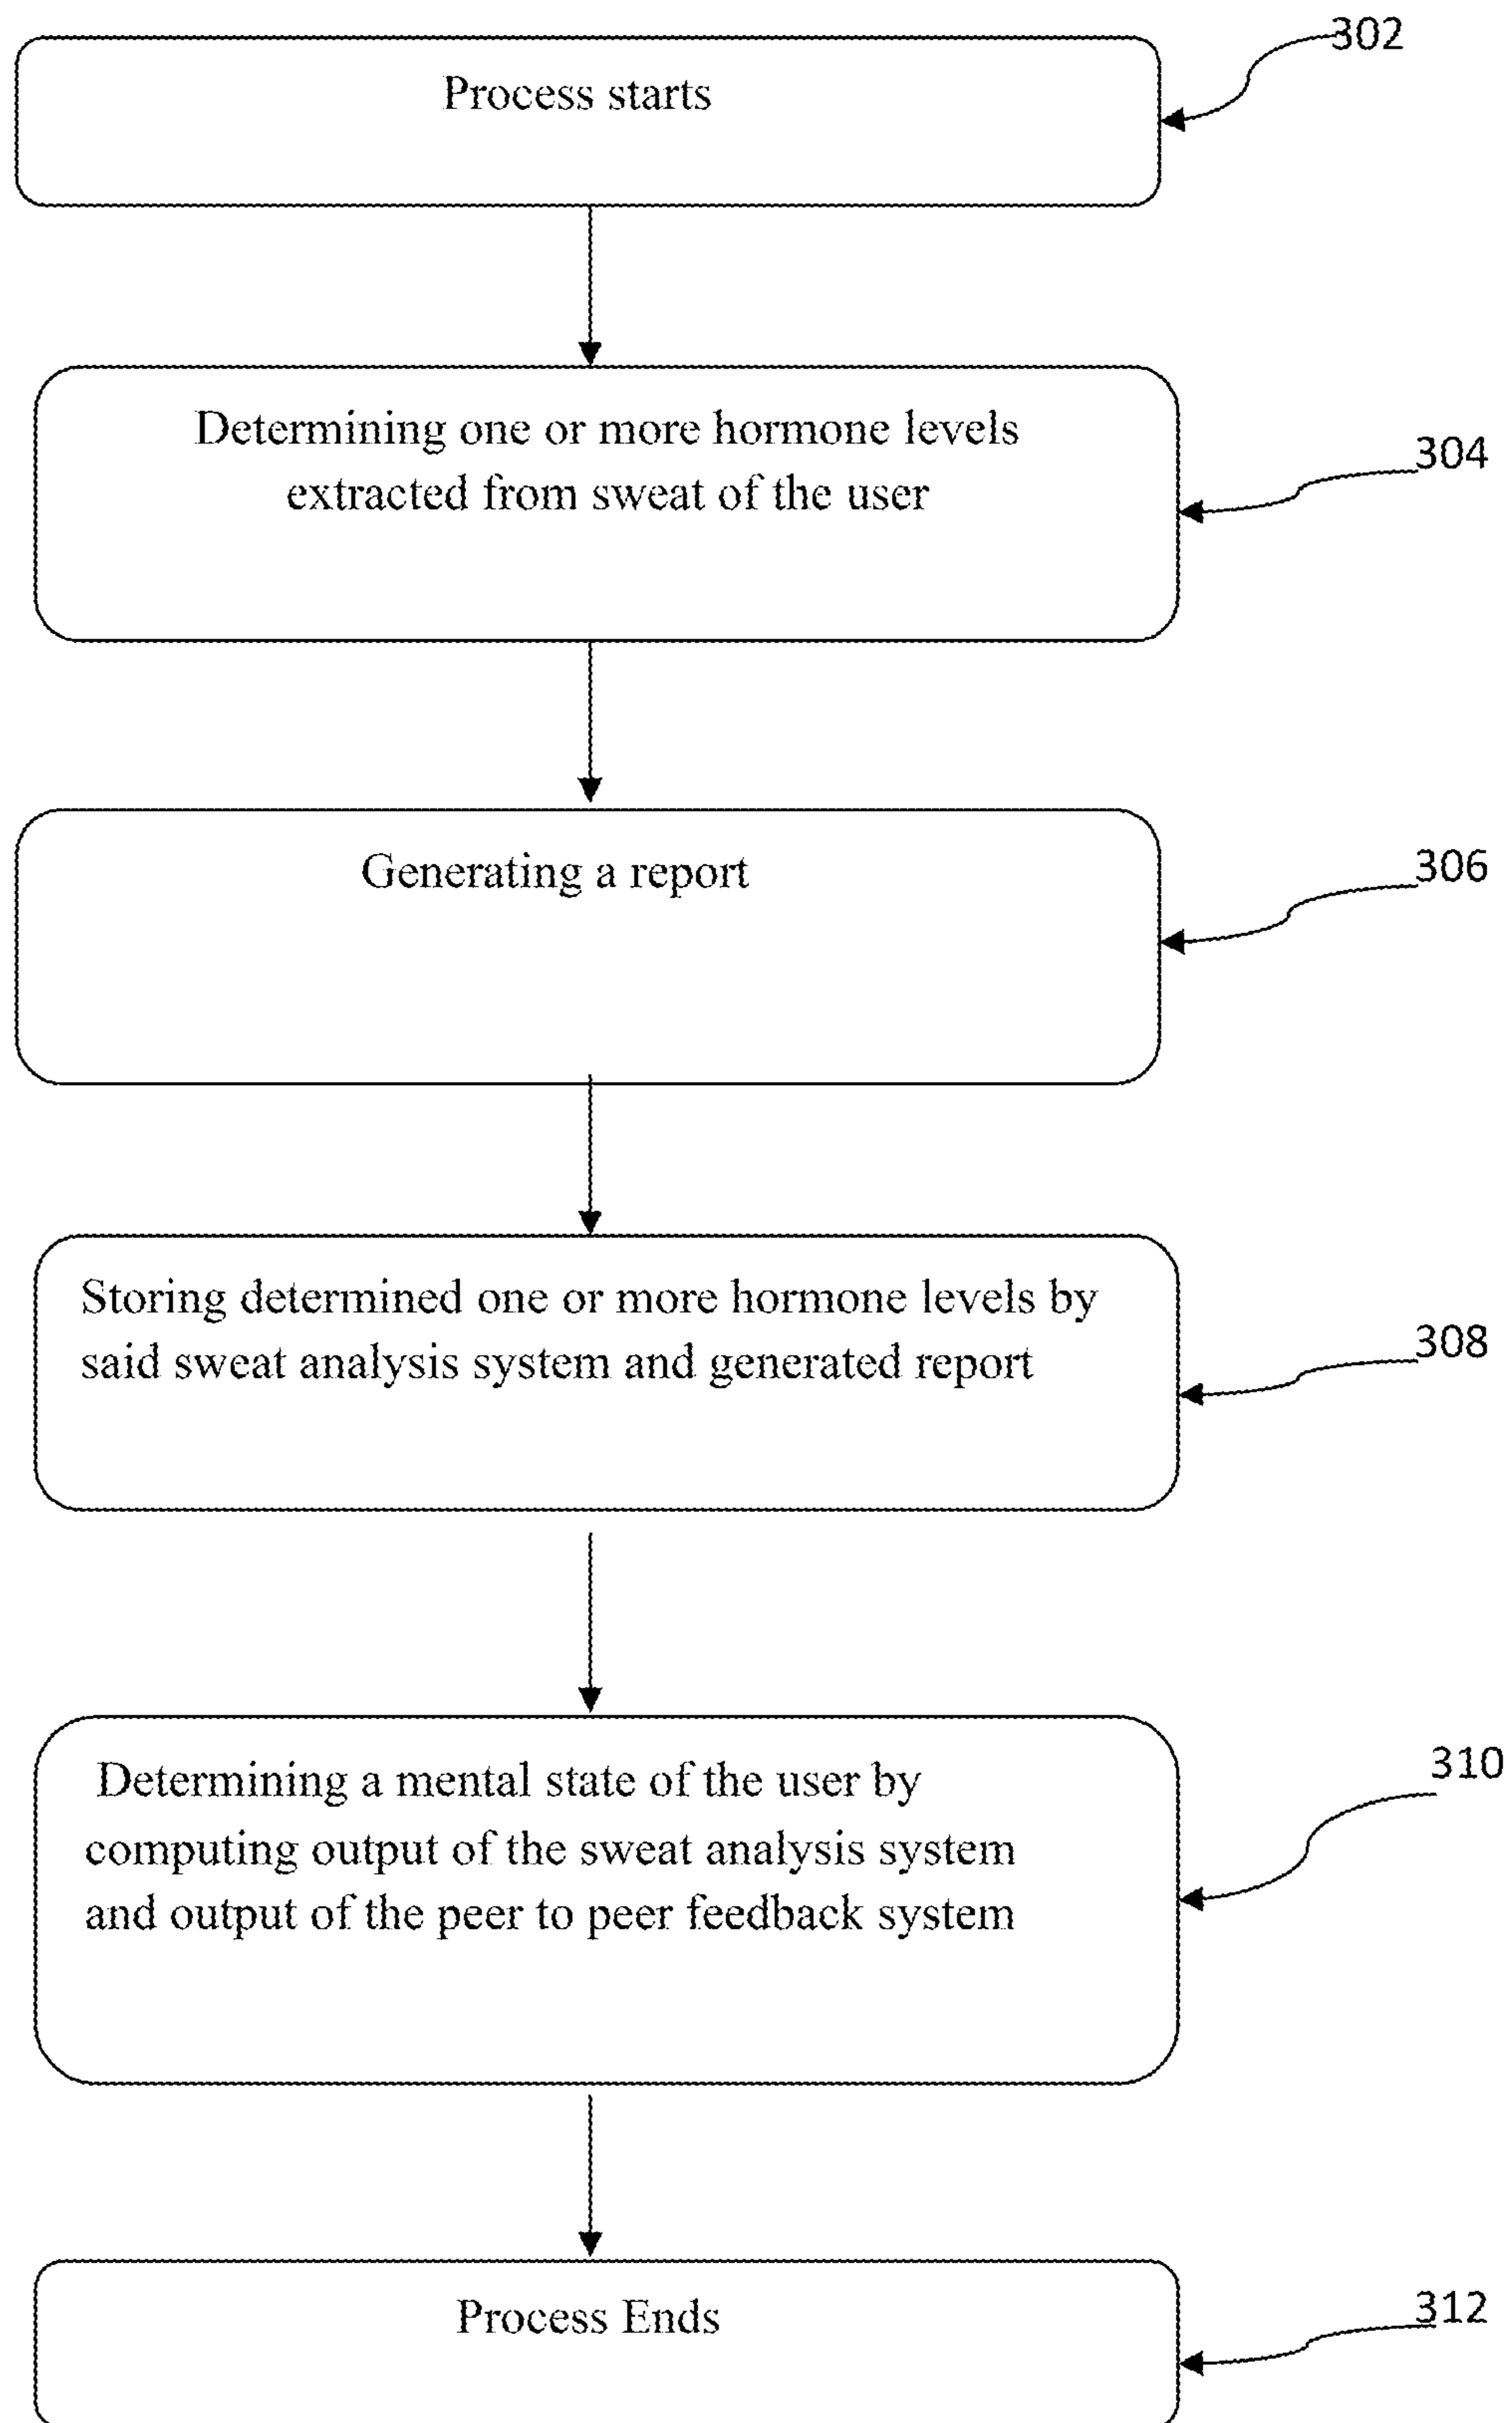 302
Process starts
Determining one or more hormone levels
extracted from sweat of the user
304
Generating a report
306
Storing determined one or more hormone levels by
said sweat analysis system and generated report
308
Determining a mental state of the user by
computing output of the sweat analysis system
and output of the peer to peer feedback system
310
Process Ends
312